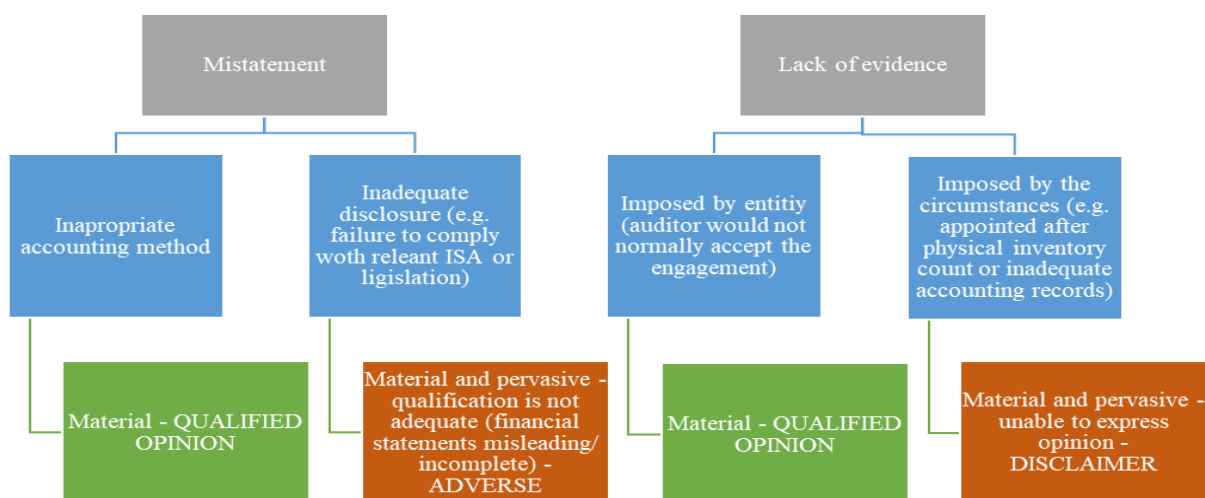 Mistatement
Lack of evidence
Inapropriate
accounting method
Inadequate
disclosure (e.g.
failure to comply
woth releant ISA or
ligislation)
Imposed by entitiy
(auditor would not
normally accept the
engagement)
Imposed by the
circumstances (e.g.
appointed after
physical inventory
count or inadequate
accounting records)
Material - QUALIFIED
OPINION
Material and pervasive -
qualification is not
adequate (financial
statements misleading/
incomplete) -
ADVERSE
Material - QUALIFIED
OPINION
Material and pervasive -
unable to express
opinion -
DISCLAIMER